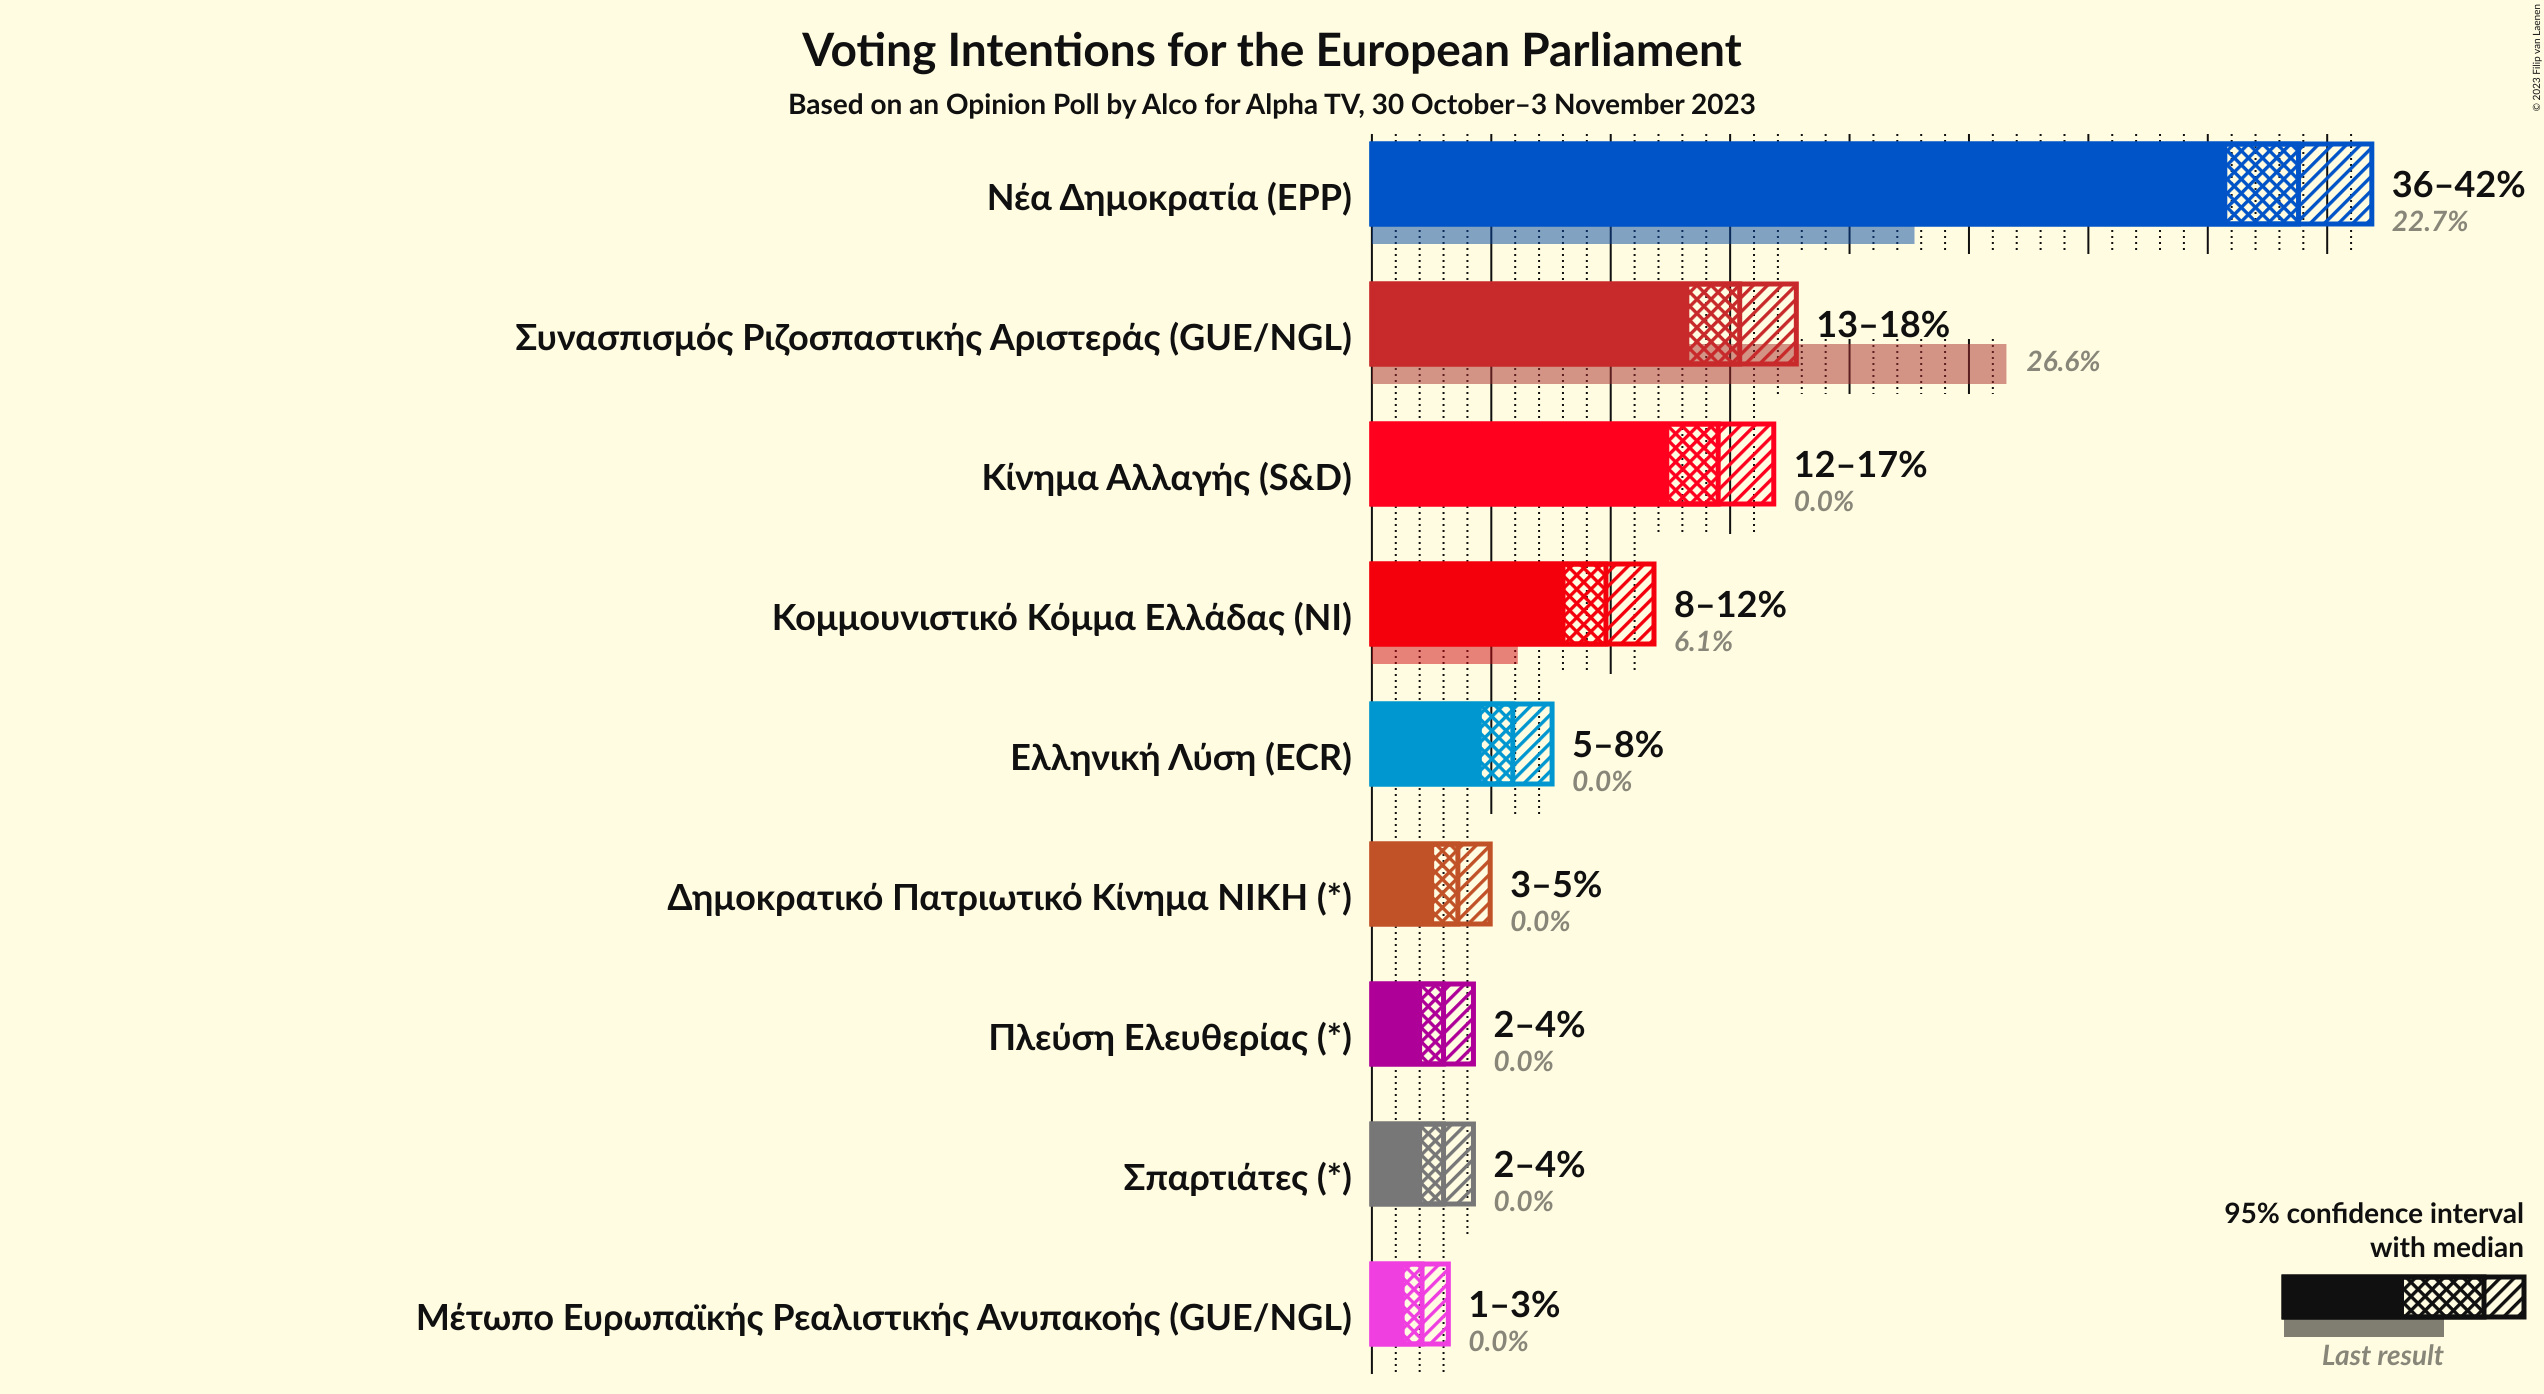 Voting Intentions for the European Parliament
Based on an Opinion Poll by Alco for Alpha TV, 30 October–3 November 2023
© 2023 Filip van Laenen
Νέα Δημοκρατία (EPP)
36–42%
22.7%
Συνασπισμός Ριζοσπαστικής Αριστεράς (GUE/NGL)
13–18%
26.6%
Κίνημα Αλλαγής (S&D)
12–17%
0.0%
Κομμουνιστικό Κόμμα Ελλάδας (NI)
8–12%
6.1%
Ελληνική Λύση (ECR)
5–8%
0.0%
Δημοκρατικό Πατριωτικό Κίνημα ΝΙΚΗ (*)
3–5%
0.0%
Πλεύση Ελευθερίας (*)
2–4%
0.0%
Σπαρτιάτες (*)
2–4%
0.0%
Μέτωπο Ευρωπαϊκής Ρεαλιστικής Ανυπακοής (GUE/NGL)
1–3%
0.0%
95% confidence interval
with median
Last result